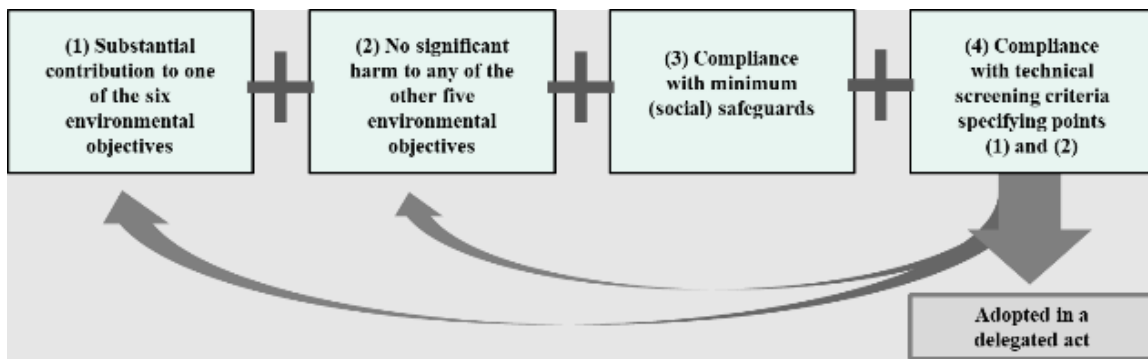 (1) Substantial
contribution to one
of the six
environmental
objectives
(2) No significant
harm to any of the
other five
environmental
objectives
(3) Compliance
with minimum
(social) safeguards
(4) Compliance
with technical
screening criteria
specifying points
(1) and (2)
Adopted in a
delegated act